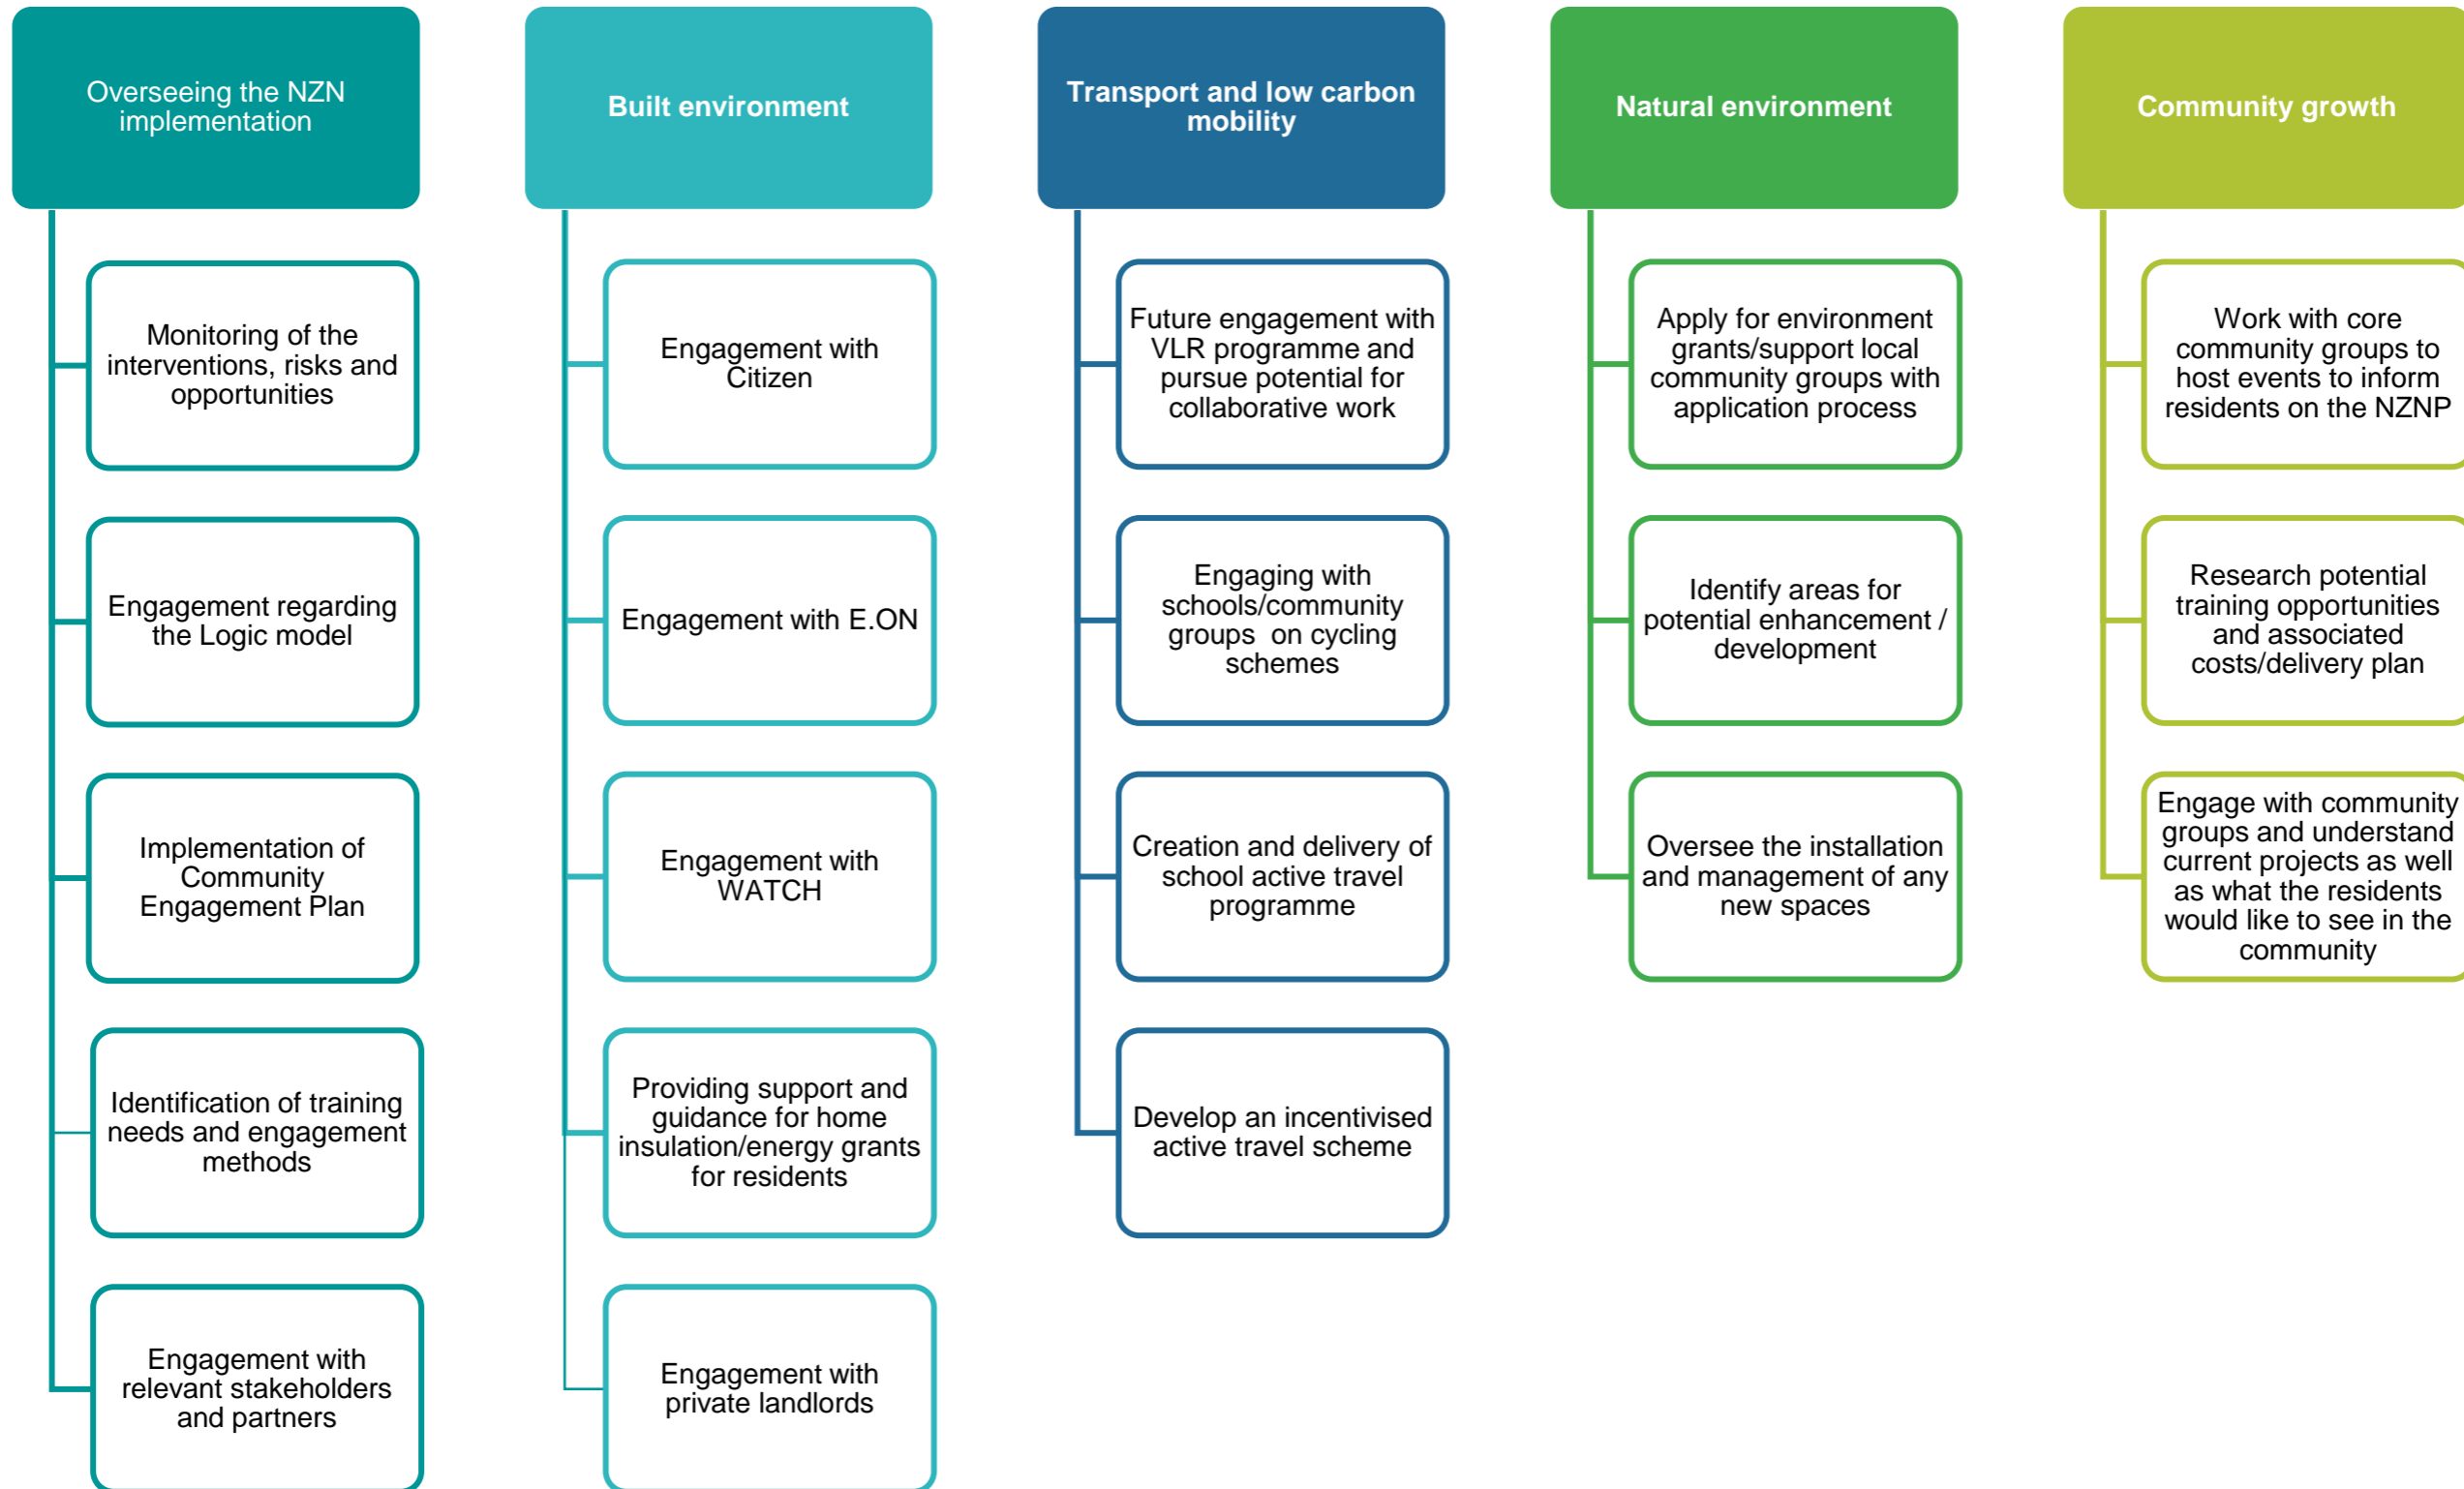 Overseeing the NZN
implementation
Monitoring of the
interventions, risks and
opportunities
Engagement regarding
the Logic model
Implementation of
Community
Engagement Plan
Identification of training
needs and engagement
methods
Engagement with
relevant stakeholders
and partners
Built environment
Engagement with
Citizen
Engagement with E.ON
Engagement with
WATCH
Providing support and
guidance for home
insulation/energy grants
for residents
Engagement with
private landlords
Transport and low carbon
mobility
Future engagement with
VLR programme and
pursue potential for
collaborative work
Engaging with
schools/community
groups  on cycling
schemes
Creation and delivery of
school active travel
programme
Develop an incentivised
active travel scheme
Natural environment
Apply for environment
grants/support local
community groups with
application process
Identify areas for
potential enhancement /
development
Oversee the installation
and management of any
new spaces
Community growth
Work with core
community groups to
host events to inform
residents on the NZNP
Research potential
training opportunities
and associated
costs/delivery plan
Engage with community
groups and understand
current projects as well
as what the residents
would like to see in the
community